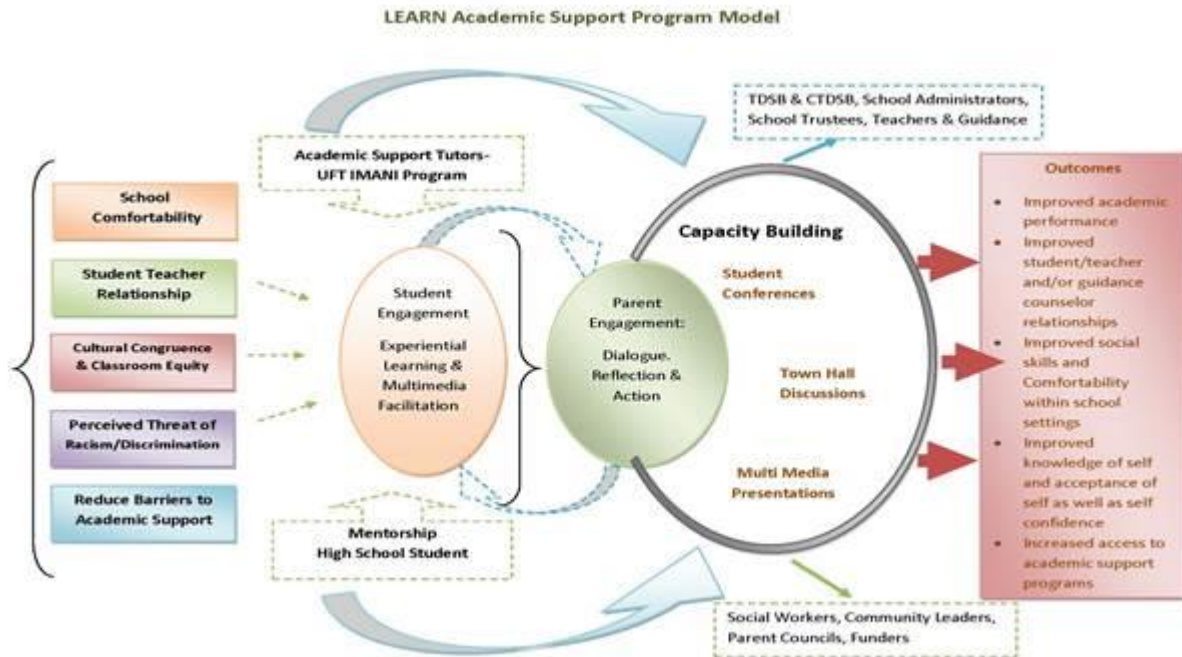 LEARN Academic Support Program Model
TDSB & CTDSB, School Administrators,
School Trustees, Teachers & Guidance
Academic Support Tutors-
UFT IMANI Program
School
Comfortability
Student Teacher
Relationship
Cultural Congruence
& Classroom Equity
Perceived Threat of
Racism/Discrimination
Reduce Barriers to
Academic Support
Student
Engagement
Experiential
Learning &
Multimedia
Facilitation
Mentorship
High School Student
Parent
Engagement:
Dialogue.
Reflection &
Action
Capacity Building
Student
Conferences
Town Hall
Discussions
Multi Media
Presentations
Social Workers, Community Leaders,
Parent Councils, Funders
Outcomes
• Improved academic
performance
• Improved
student/teacher
and/or guidance
counselor
relationships
• Improved social
skills and
Comfortability
within school
settings
• Improved
knowledge of self
and acceptance of
self as well as self
confidence
• Increased access to
academic support
programs